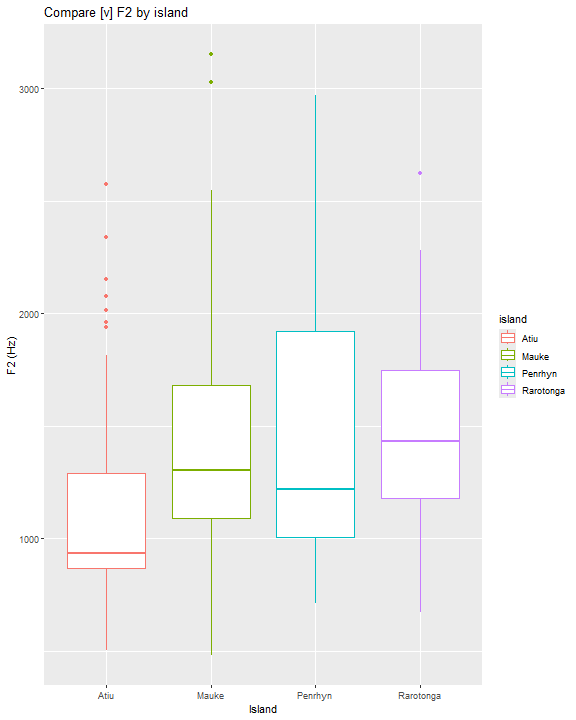 Compare [v] F2 by island
3000
2000
1000
F2 (Hz)
Atiu
Mauke
Penrhyn
Rarotonga
Island
island
Atiu
Mauke
Penrhyn
Rarotonga